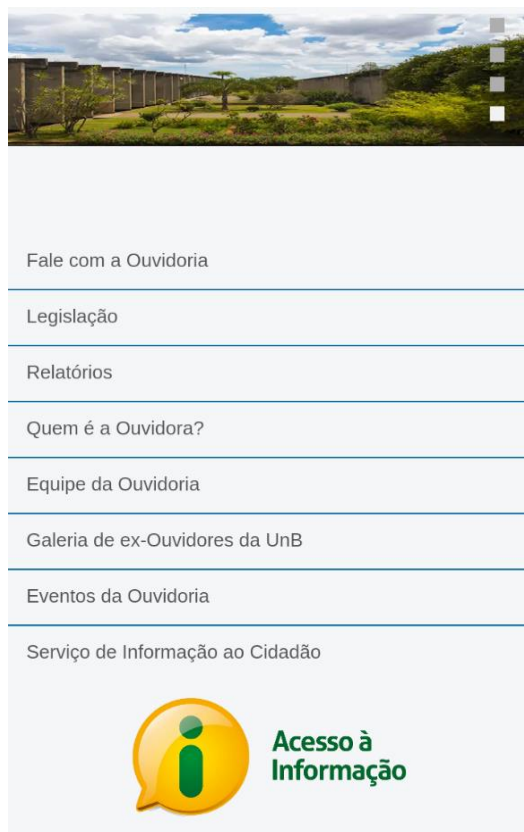 Fale com a Ouvidoria
Legislação
Relatórios
Quem é a Ouvidora?
Equipe da Ouvidoria
Galeria de ex-Ouvidores da UnB
Eventos da Ouvidoria
Serviço de Informação ao Cidadão
Acesso à
Informação